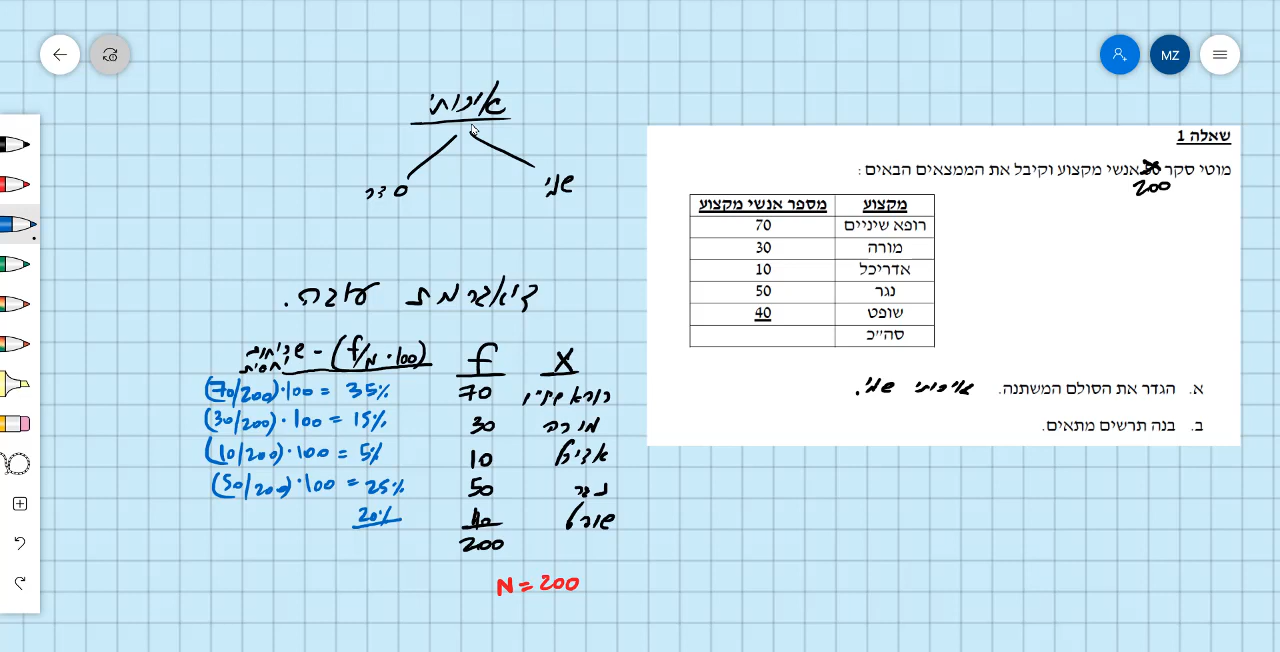 MZ
איכותי
שמי
סדר
שאלה 1
מוטי סקר אנשי מקצוע וקיבל את הממצאים הבאים :
200
מקצוע מספר אנשי מקצוע
רופא שיניים 70
מורה 30
אדריכל 10
נגר 50
שופט 40
סה״כ
א. הגדר את הסולם המשתנה. איכותי שמי.
ב. בנה תרשים מתאים.
דיאגרמת עוגה.
X f שכיחות יחסית - (f/N · 100)
רופא שיניים 70 (70/200)·100 = 35%
מורה 30 (30/200)·100 = 15%
אדריכל 10 (10/200)·100 = 5%
נגר 50 (50/200)·100 = 25%
שופט 40 20%
200
N = 200